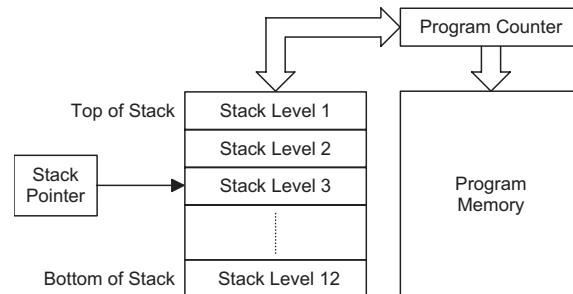 Program Counter
Top of Stack
Stack Level 1
Stack Level 2
Stack Pointer
Stack Level 3
Program Memory
Bottom of Stack
Stack Level 12